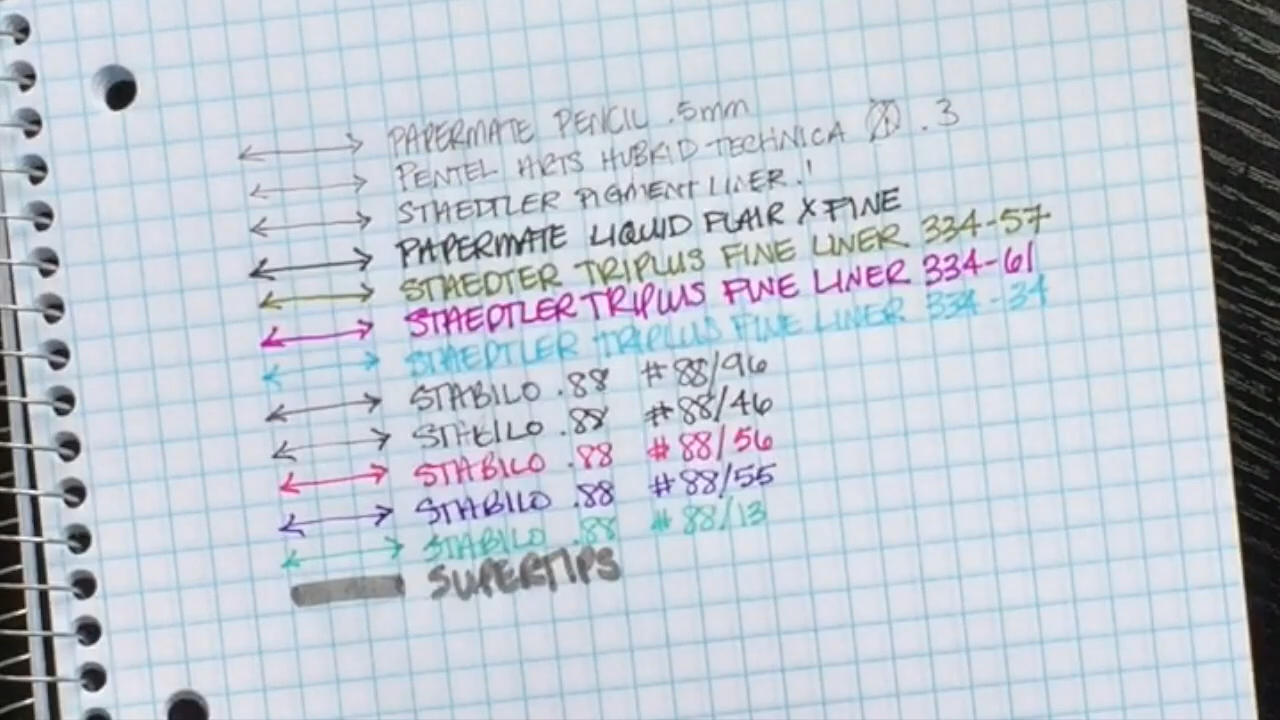 PAPERMATE PENCIL .5mm
PENTEL ARTS HYBRID TECHNICA .3
STAEDTLER PIGMENT LINER .1
PAPERMATE LIQUID FLAIR XFINE
STAEDTER TRIPLUS FINE LINER 334-57
STAEDTLER TRIPLUS FINE LINER 334-61
STAEDTLER TRIPLUS FINE LINER 334-34
STABILO .88 #88/96
STABILO .88 #88/46
STABILO .88 #88/56
STABILO .88 #88/55
STABILO .88 #88/13
SUPERTIPS